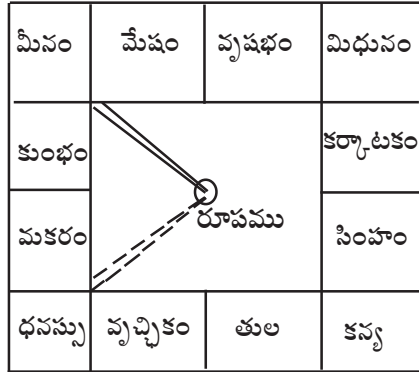 మీనం మేషం వృషభం మిధునం
కుంభం కర్కాటకం
రూపము
మకరం సింహం
ధనస్సు వృచ్ఛికం తుల కన్య